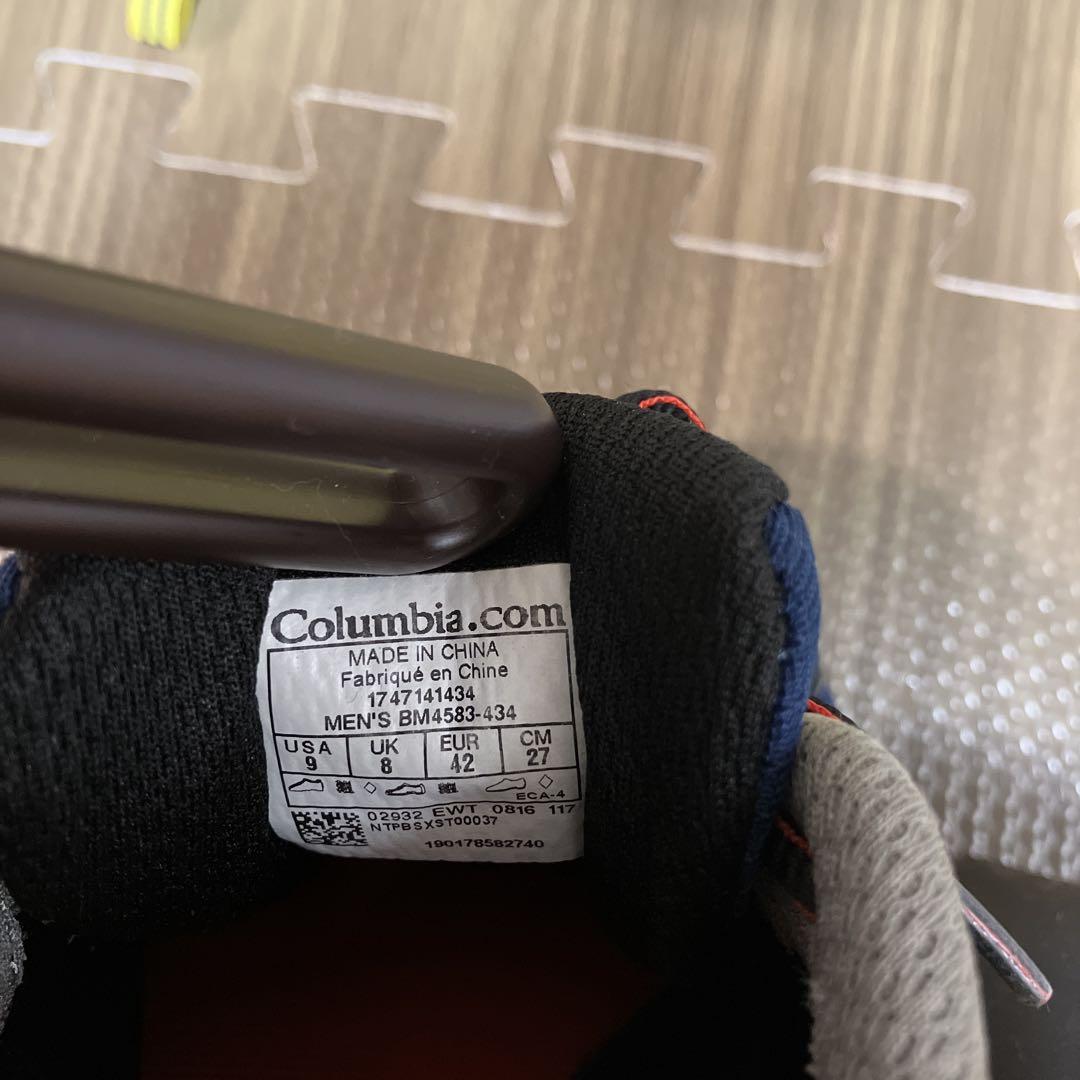 Columbia.com
MADE IN CHINA
Fabriqué en Chine
1747141434
MEN'S BM4583-434
USA UK EUR CM
9 8 42 27
ECA-4
02932 EWT 0816 117
NTPBSXST00037
190178582740